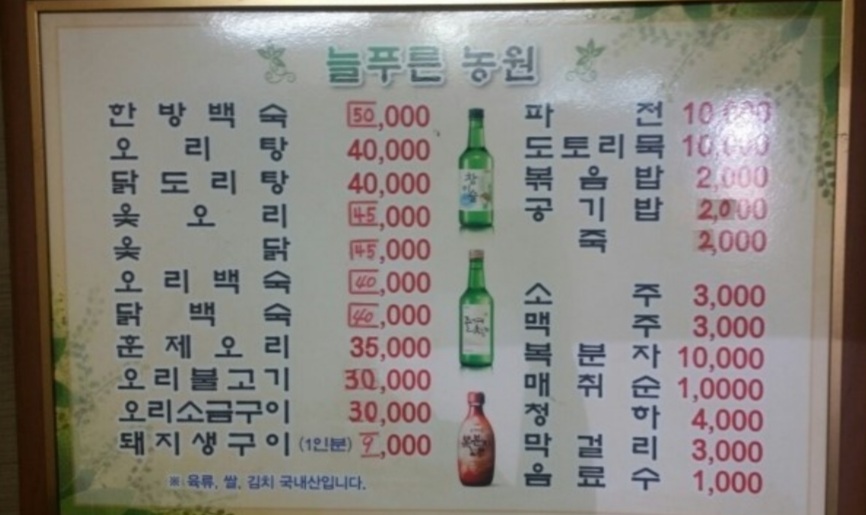 늘푸른 농원
한방백숙 50,000
오리탕 40,000
닭도리탕 40,000
옻오리 45,000
옻닭 45,000
오리백숙 40,000
닭백숙 40,000
훈제오리 35,000
오리불고기 30,000
오리소금구이 30,000
돼지생구이 (1인분) 9,000
※ 육류, 쌀, 김치 국내산입니다.
참이슬
파전 10,000
도토리묵 10,000
볶음밥 2,000
공기밥 2,000
죽 2,000
소주 3,000
맥주 3,000
복분자 10,000
매취순 1,0000
청하 4,000
막걸리 3,000
음료수 1,000